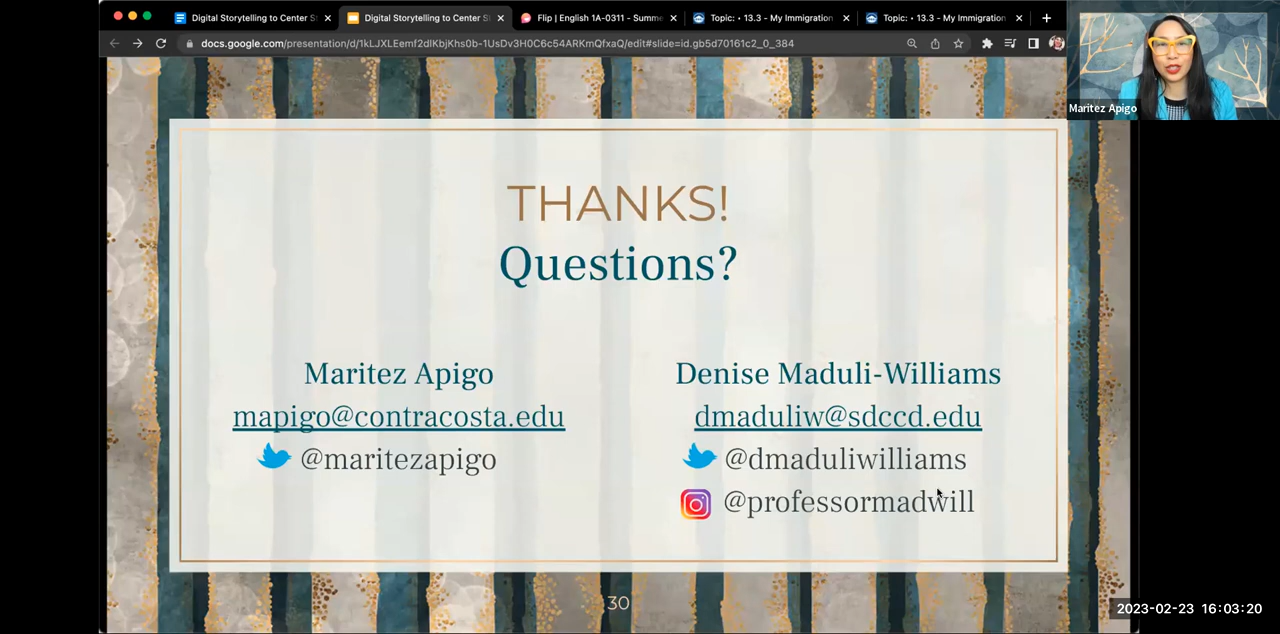 Digital Storytelling to Center S
Digital Storytelling to Center S
Flip | English 1A-0311 - Summe
Topic: • 13.3 - My Immigration
Topic: • 13.3 - My Immigration
docs.google.com/presentation/d/1kLJXLEemf2dlKbjKhs0b-1UsDv3H0C6c54ARKmQfxaQ/edit#slide=id.gb5d70161c2_0_384
Maritez Apigo
THANKS!
Questions?
Maritez Apigo
mapigo@contracosta.edu
@maritezapigo
Denise Maduli-Williams
dmaduliw@sdccd.edu
@dmaduliwilliams
@professormadwill
30
2023-02-23 16:03:20